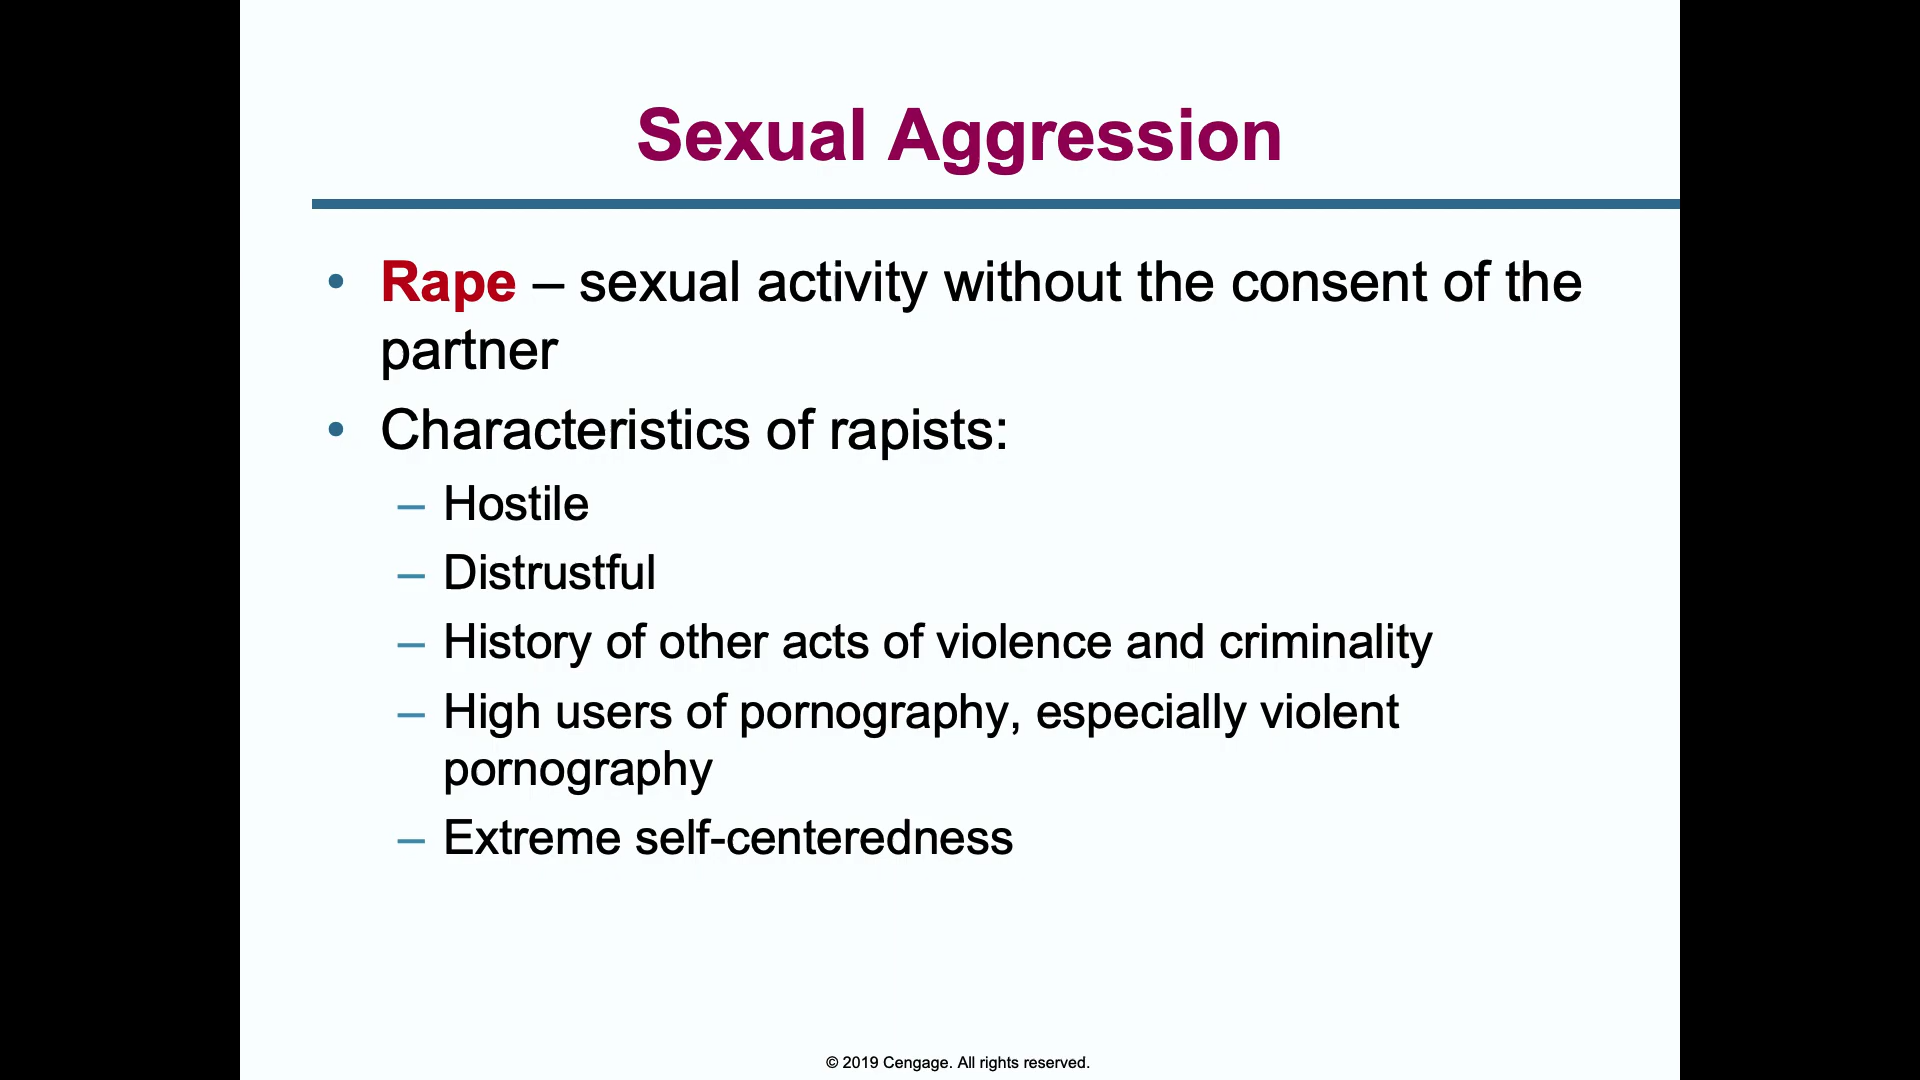 Sexual Aggression
• Rape – sexual activity without the consent of the
partner
• Characteristics of rapists:
– Hostile
– Distrustful
– History of other acts of violence and criminality
– High users of pornography, especially violent
pornography
– Extreme self-centeredness
© 2019 Cengage. All rights reserved.